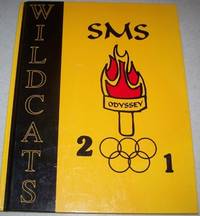 WILDCATS
SMS
ODYSSEY
2 1